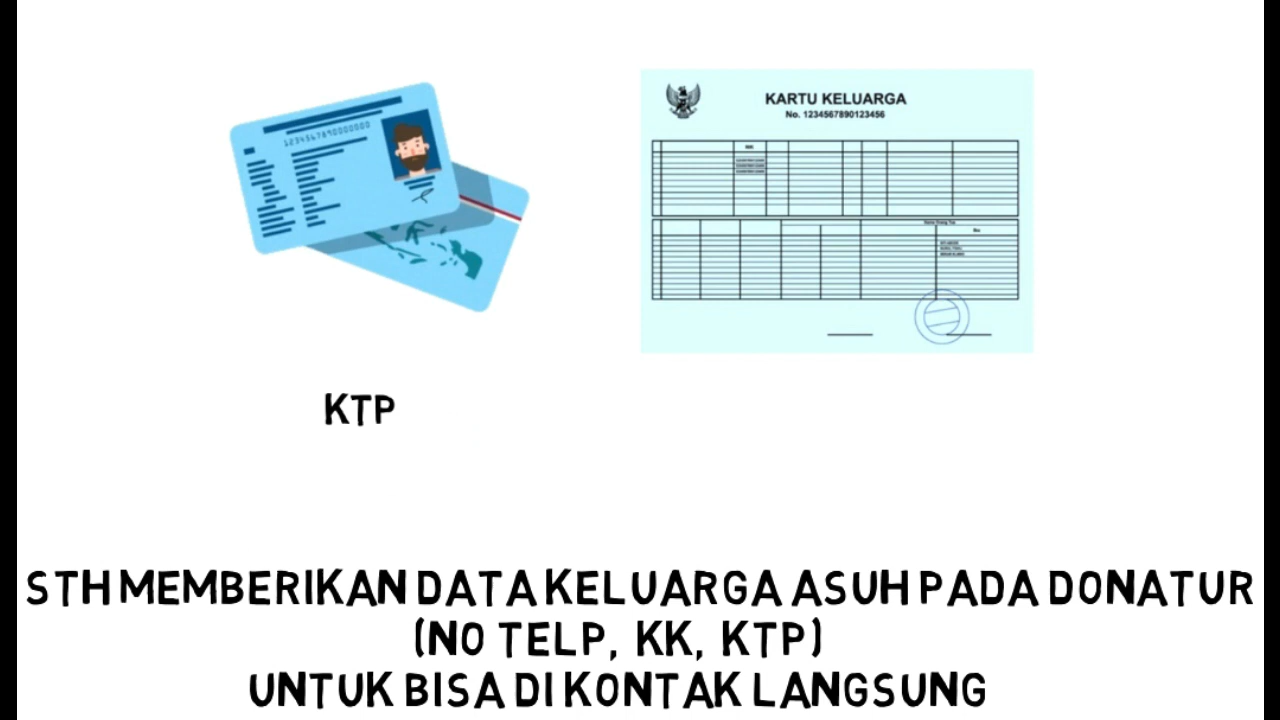 1234567890000000
KARTU KELUARGA
No. 1234567890123456
KTP
STH MEMBERIKAN DATA KELUARGA ASUH PADA DONATUR
(NO TELP, KK, KTP)
UNTUK BISA DI KONTAK LANGSUNG